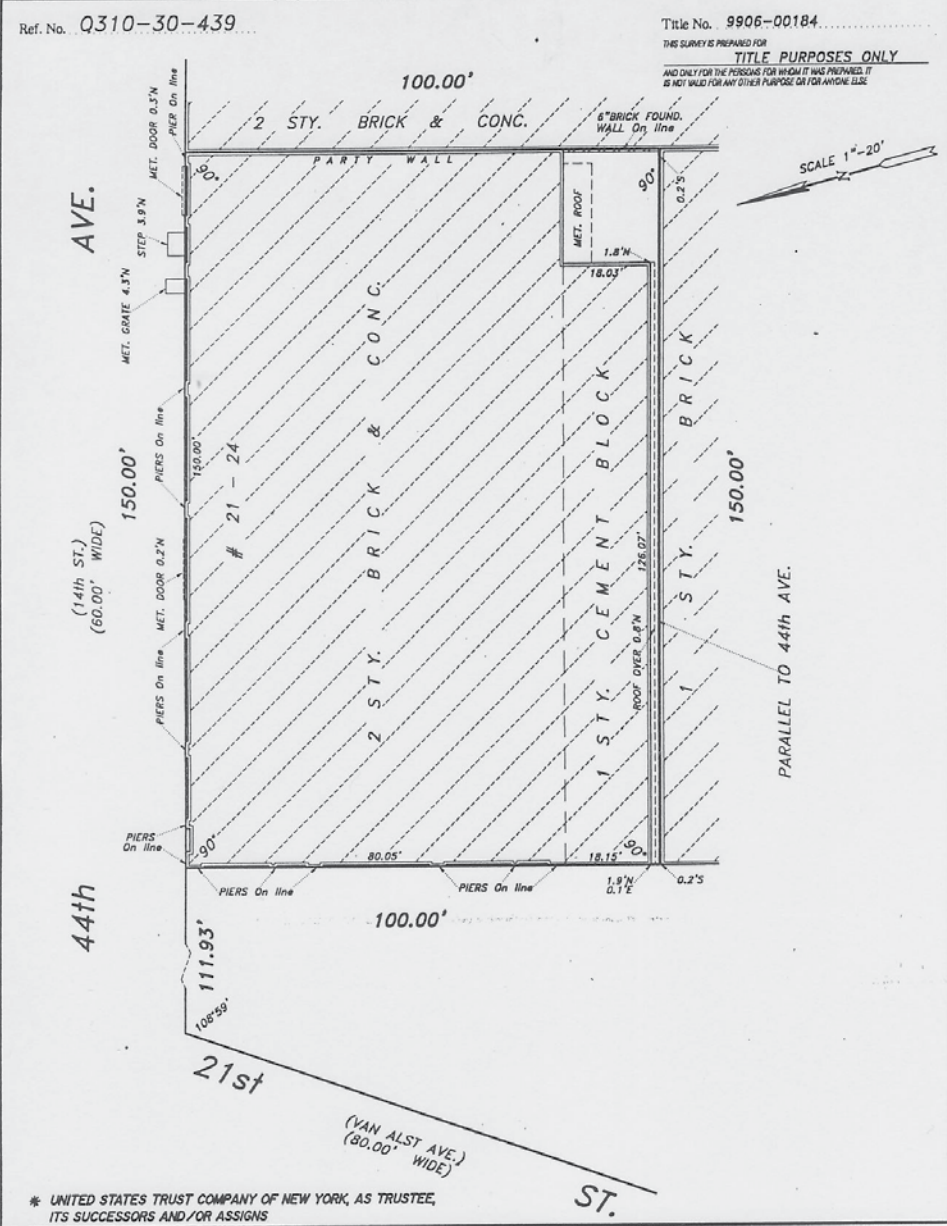 Ref. No. Q310-30-439
Title No. 9906-00184
THIS SURVEY IS PREPARED FOR
TITLE PURPOSES ONLY
AND ONLY FOR THE PERSONS FOR WHOM IT WAS PREPARED. IT
IS NOT VALID FOR ANY OTHER PURPOSE OR FOR ANYONE ELSE
100.00'
2 STY. BRICK & CONC.
6"BRICK FOUND.
WALL On line
PARTY WALL
SCALE 1"-20'
PIER On line
MET. DOOR 0.3'N
STEP 3.9'N
MET. GRATE 4.3'N
90°
90°
0.2'S
MET. ROOF
1.8'N
18.03'
44th AVE.
(14th ST.)
(60.00' WIDE)
150.00'
PIERS On line
MET. DOOR 0.2'N
PIERS On line
150.00'
# 21 - 24
2 STY. BRICK & CONC.
1 STY. CEMENT BLOCK
126.07'
ROOF OVER 0.8'N
1 STY. BRICK
150.00'
PARALLEL TO 44th AVE.
PIERS
On line
90°
80.05'
18.15'
90°
PIERS On line
PIERS On line
1.9'N
0.1'E
0.2'S
100.00'
111.93'
108°59'
21st ST.
(VAN ALST AVE.)
(80.00' WIDE)
* UNITED STATES TRUST COMPANY OF NEW YORK, AS TRUSTEE,
ITS SUCCESSORS AND/OR ASSIGNS